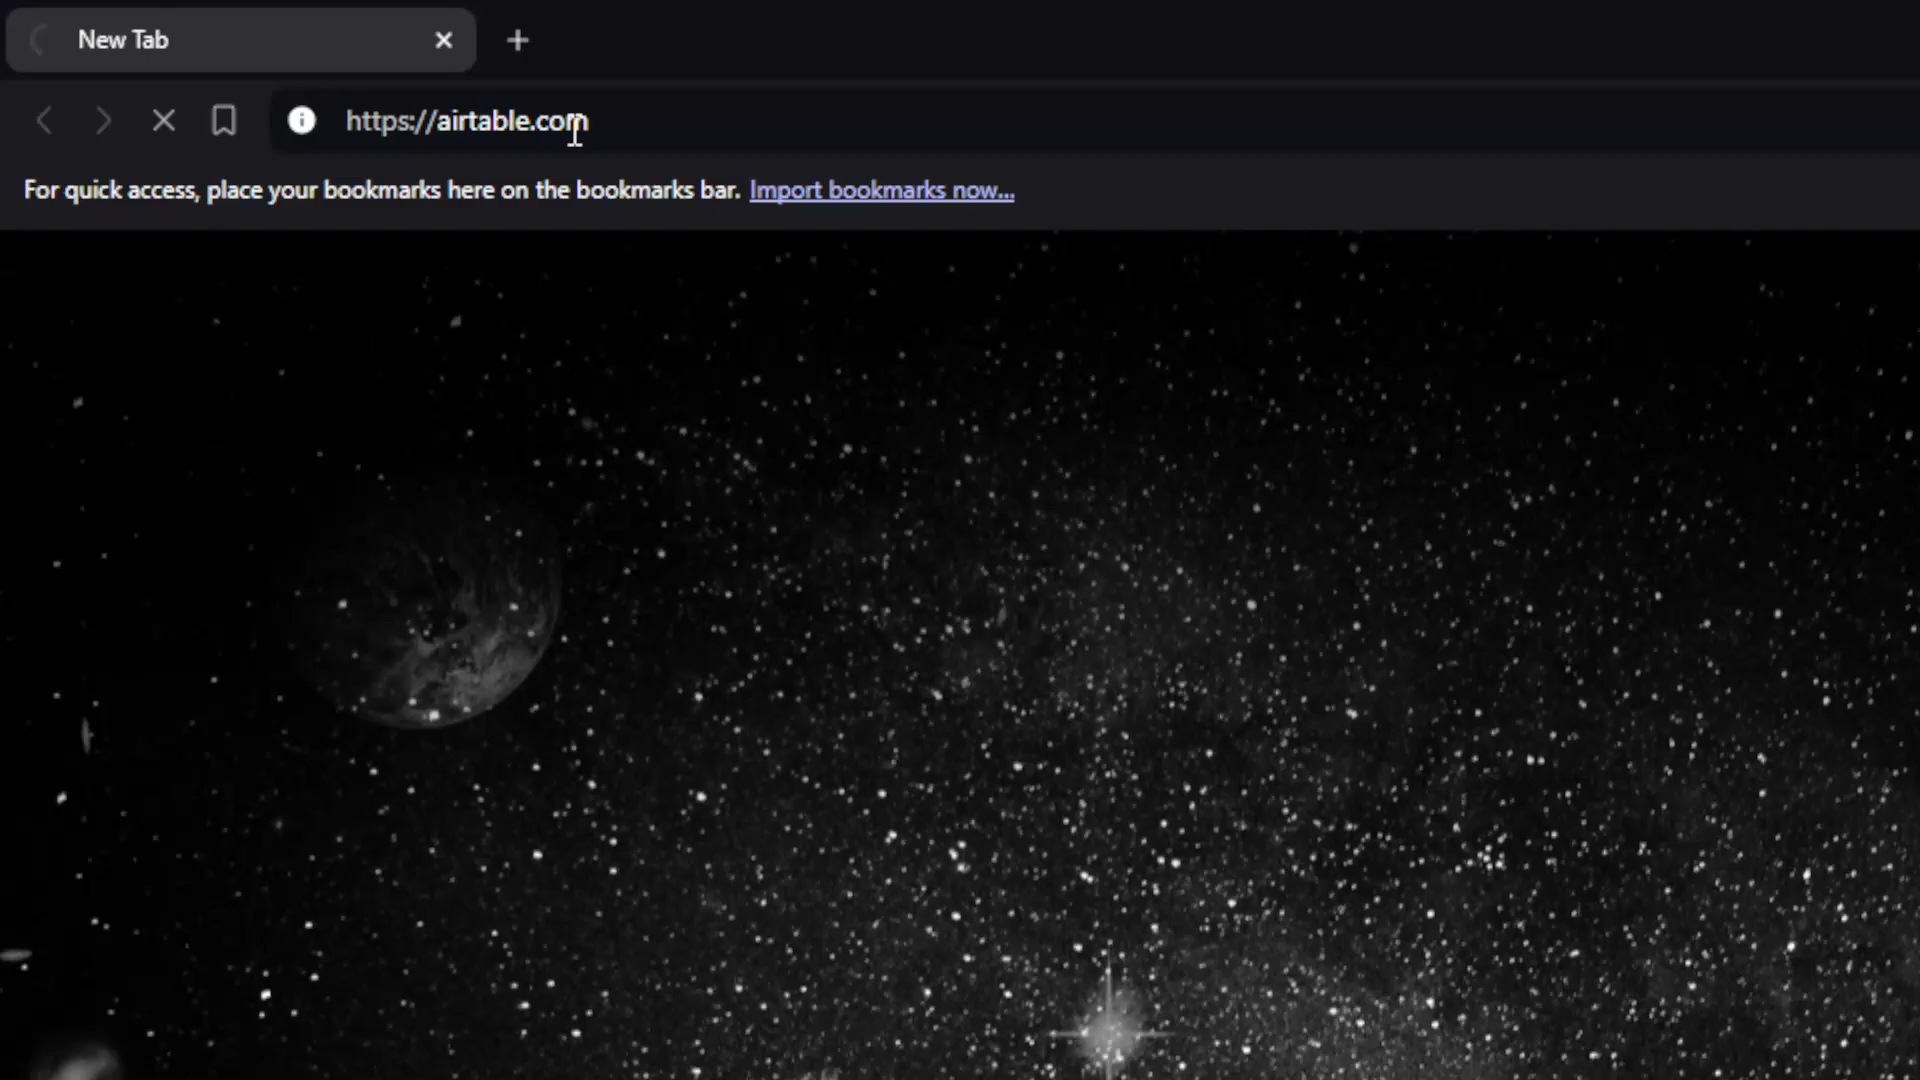 New Tab
https://airtable.com
For quick access, place your bookmarks here on the bookmarks bar. Import bookmarks now...